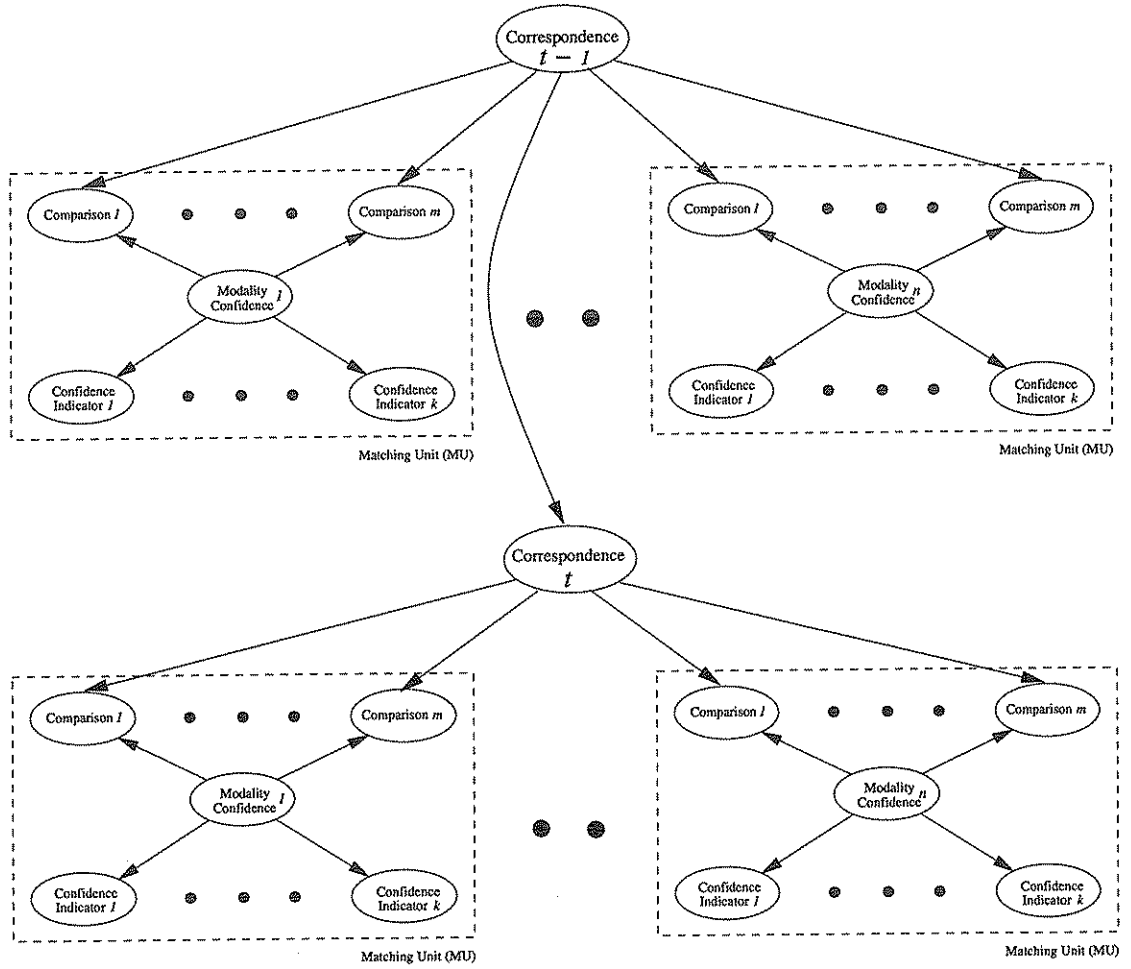 Correspondence
t − 1
Comparison 1
Comparison m
Comparison 1
Comparison m
Modality
Confidence 1
Modality
Confidence n
Confidence
Indicator 1
Confidence
Indicator k
Confidence
Indicator 1
Confidence
Indicator k
Matching Unit (MU)
Matching Unit (MU)
Correspondence
t
Comparison 1
Comparison m
Comparison 1
Comparison m
Modality
Confidence 1
Modality
Confidence n
Confidence
Indicator 1
Confidence
Indicator k
Confidence
Indicator 1
Confidence
Indicator k
Matching Unit (MU)
Matching Unit (MU)